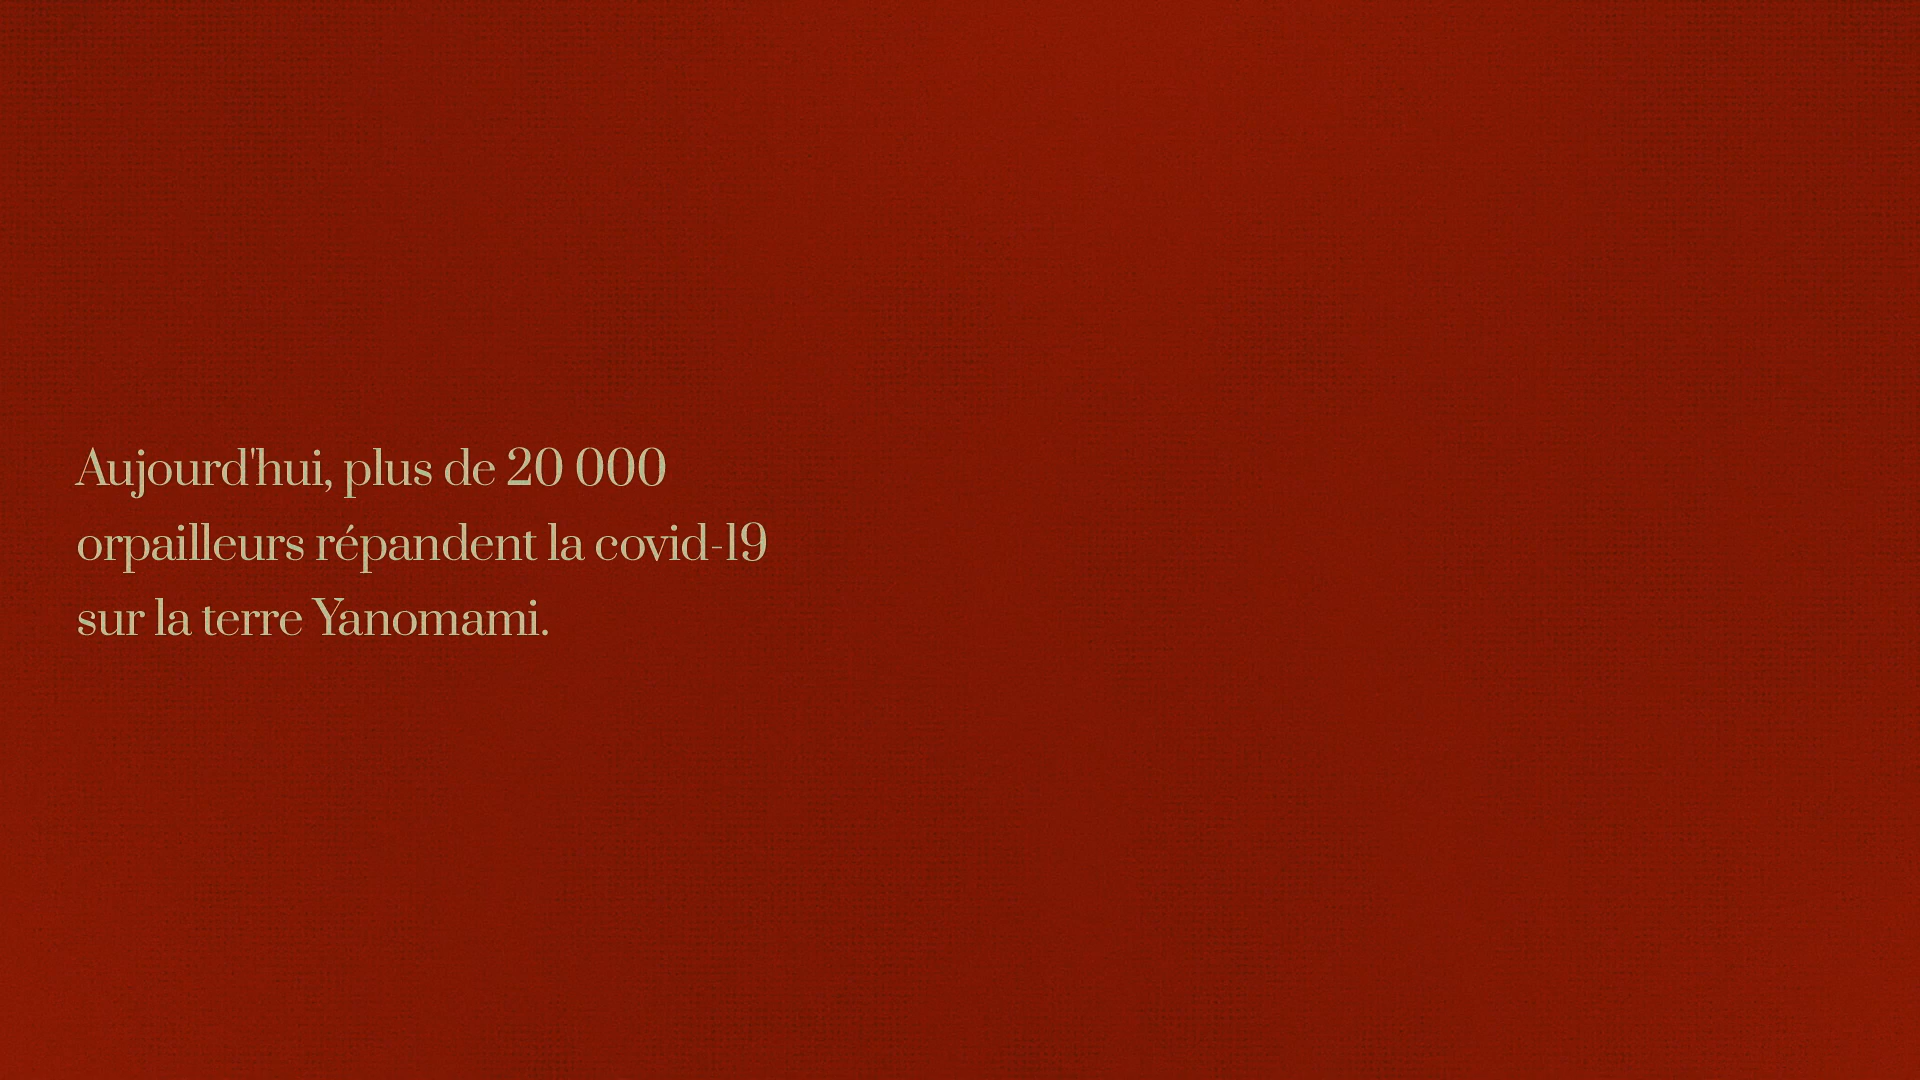 Aujourd'hui, plus de 20 000
orpailleurs répandent la covid-19
sur la terre Yanomami.